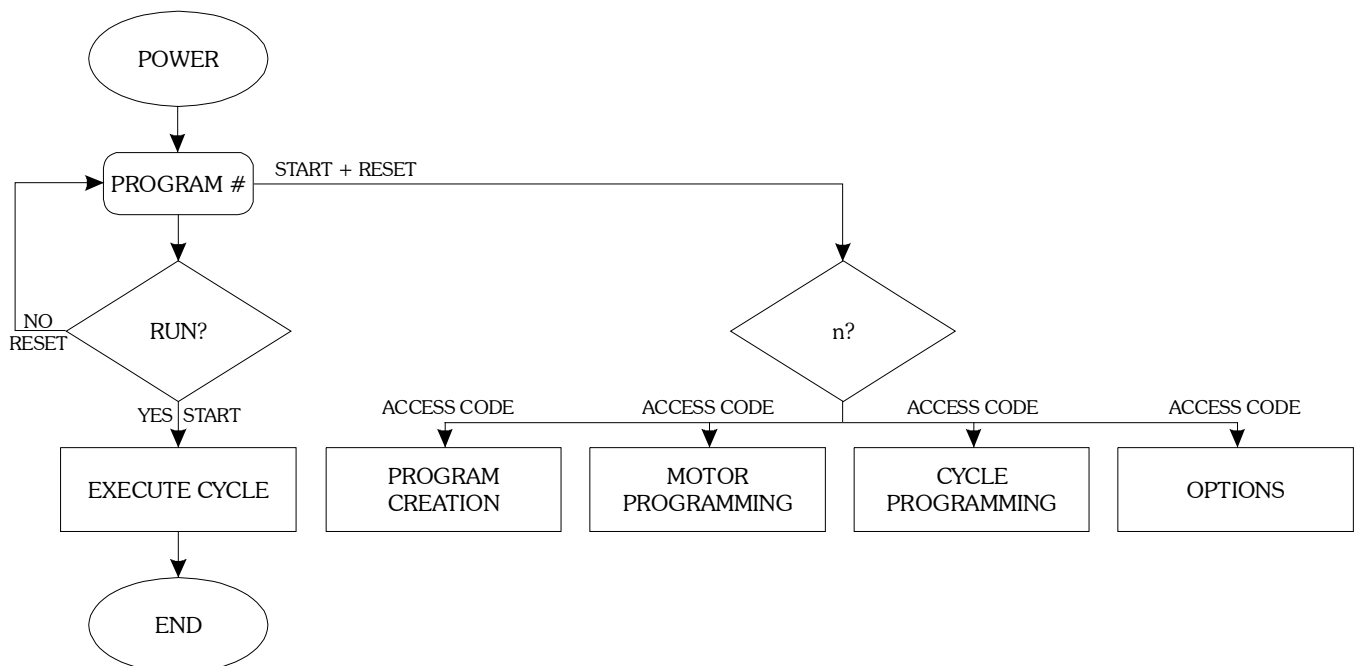 POWER
PROGRAM #
START + RESET
NO
RESET
RUN?
n?
YES START
ACCESS CODE
ACCESS CODE
ACCESS CODE
ACCESS CODE
EXECUTE CYCLE
PROGRAM
CREATION
MOTOR
PROGRAMMING
CYCLE
PROGRAMMING
OPTIONS
END